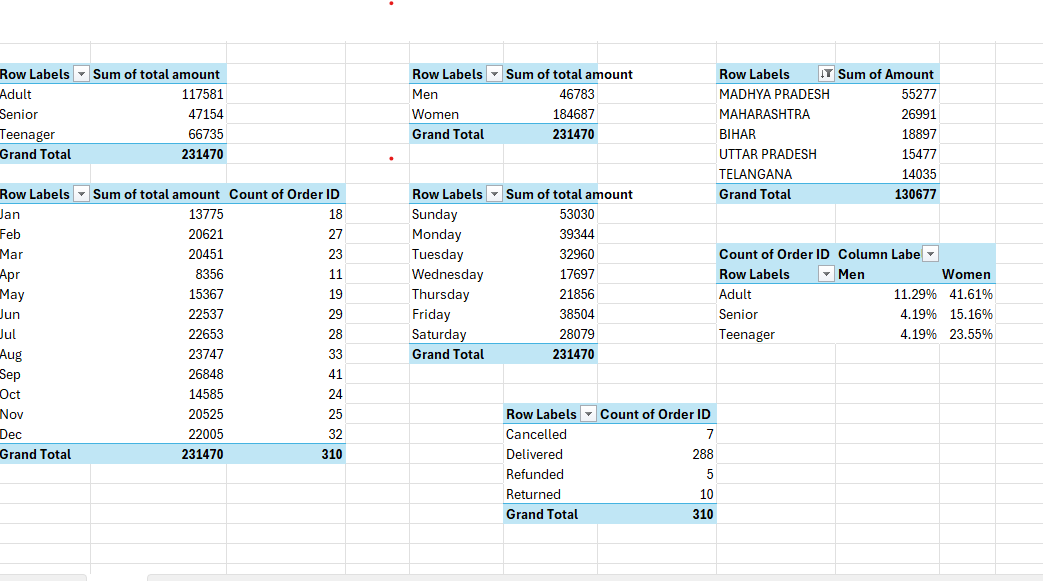 Row Labels Sum of total amount
Adult 117581
Senior 47154
Teenager 66735
Grand Total 231470
Row Labels Sum of total amount
Men 46783
Women 184687
Grand Total 231470
Row Labels Sum of Amount
MADHYA PRADESH 55277
MAHARASHTRA 26991
BIHAR 18897
UTTAR PRADESH 15477
TELANGANA 14035
Grand Total 130677
Row Labels Sum of total amount Count of Order ID
Jan 13775 18
Feb 20621 27
Mar 20451 23
Apr 8356 11
May 15367 19
Jun 22537 29
Jul 22653 28
Aug 23747 33
Sep 26848 41
Oct 14585 24
Nov 20525 25
Dec 22005 32
Grand Total 231470 310
Row Labels Sum of total amount
Sunday 53030
Monday 39344
Tuesday 32960
Wednesday 17697
Thursday 21856
Friday 38504
Saturday 28079
Grand Total 231470
Count of Order ID Column Labe
Row Labels Men Women
Adult 11.29% 41.61%
Senior 4.19% 15.16%
Teenager 4.19% 23.55%
Row Labels Count of Order ID
Cancelled 7
Delivered 288
Refunded 5
Returned 10
Grand Total 310